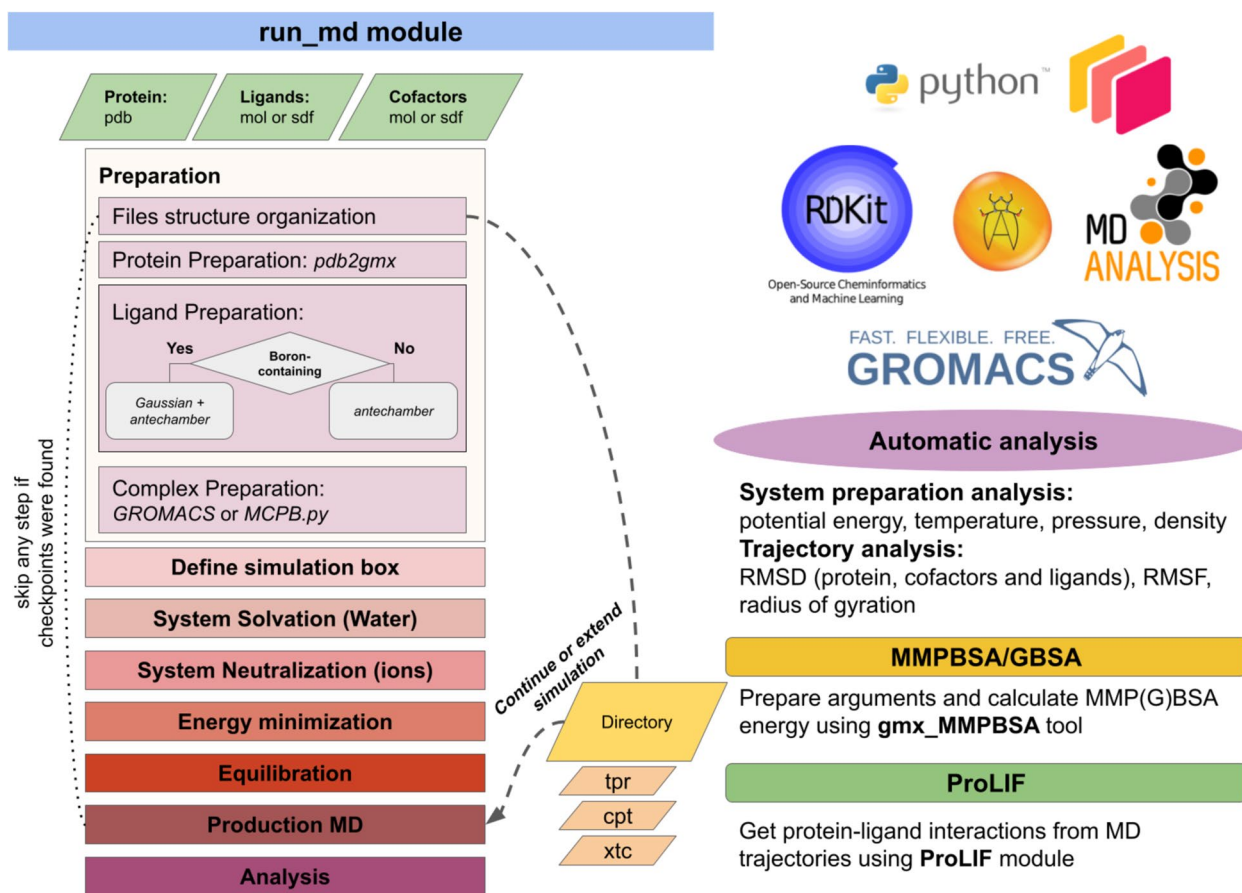 run_md module
Protein:
pdb
Ligands:
mol or sdf
Cofactors
mol or sdf
Preparation
Files structure organization
Protein Preparation: pdb2gmx
Ligand Preparation:
Yes
Boron-
containing
No
Gaussian +
antechamber
antechamber
Complex Preparation:
GROMACS or MCPB.py
skip any step if
checkpoints were found
Define simulation box
System Solvation (Water)
System Neutralization (ions)
Energy minimization
Equilibration
Production MD
Analysis
Continue or extend
simulation
Directory
tpr
cpt
xtc
python™
RDKit
Open-Source Cheminformatics
and Machine Learning
A
MD
ANALYSIS
FAST. FLEXIBLE. FREE.
GROMACS
Automatic analysis
System preparation analysis:
potential energy, temperature, pressure, density
Trajectory analysis:
RMSD (protein, cofactors and ligands), RMSF,
radius of gyration
MMPBSA/GBSA
Prepare arguments and calculate MMP(G)BSA
energy using gmx_MMPBSA tool
ProLIF
Get protein-ligand interactions from MD
trajectories using ProLIF module